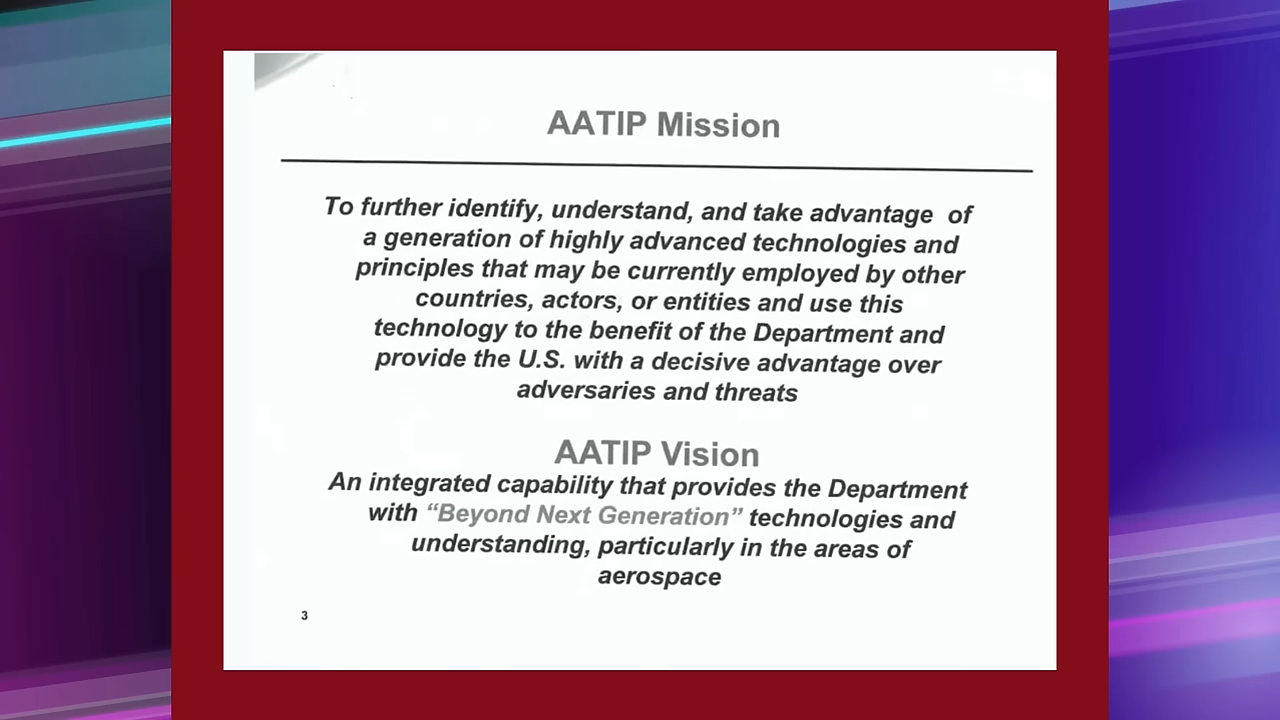 AATIP Mission
To further identify, understand, and take advantage of
a generation of highly advanced technologies and
principles that may be currently employed by other
countries, actors, or entities and use this
technology to the benefit of the Department and
provide the U.S. with a decisive advantage over
adversaries and threats
AATIP Vision
An integrated capability that provides the Department
with “Beyond Next Generation” technologies and
understanding, particularly in the areas of
aerospace
3